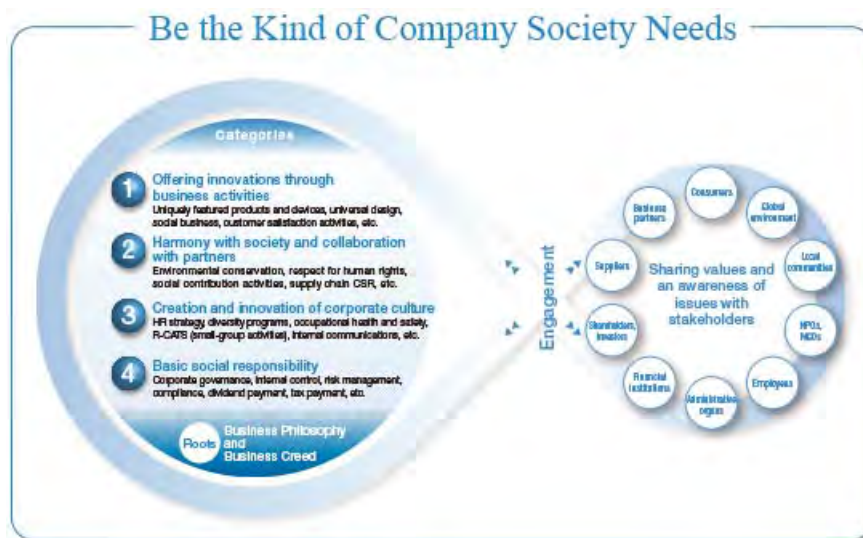 Be the Kind of Company Society Needs
Categories
1
Offering innovations through
business activities
Uniquely featured products and devices, universal design,
social business, customer satisfaction activities, etc.
2
Harmony with society and collaboration
with partners
Environmental conservation, respect for human rights,
social contribution activities, supply chain CSR, etc.
3
Creation and innovation of corporate culture
HR strategy, diversity programs, occupational health and safety,
R-CATS (small-group activities), internal communications, etc.
4
Basic social responsibility
Corporate governance, internal control, risk management,
compliance, dividend payment, tax payment, etc.
Roots
Business Philosophy
and
Business Creed
Engagement
Sharing values and
an awareness of
issues with
stakeholders
Consumers
Global
environment
Local
communities
NPOs,
NGOs
Employees
Administrative
organs
Financial
institutions
Shareholders,
investors
Suppliers
Business
partners